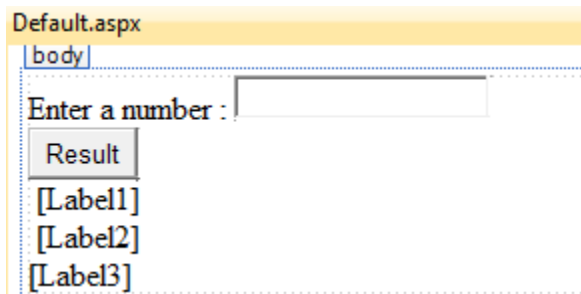 Default.aspx
body
Enter a number :
Result
[Label1]
[Label2]
[Label3]